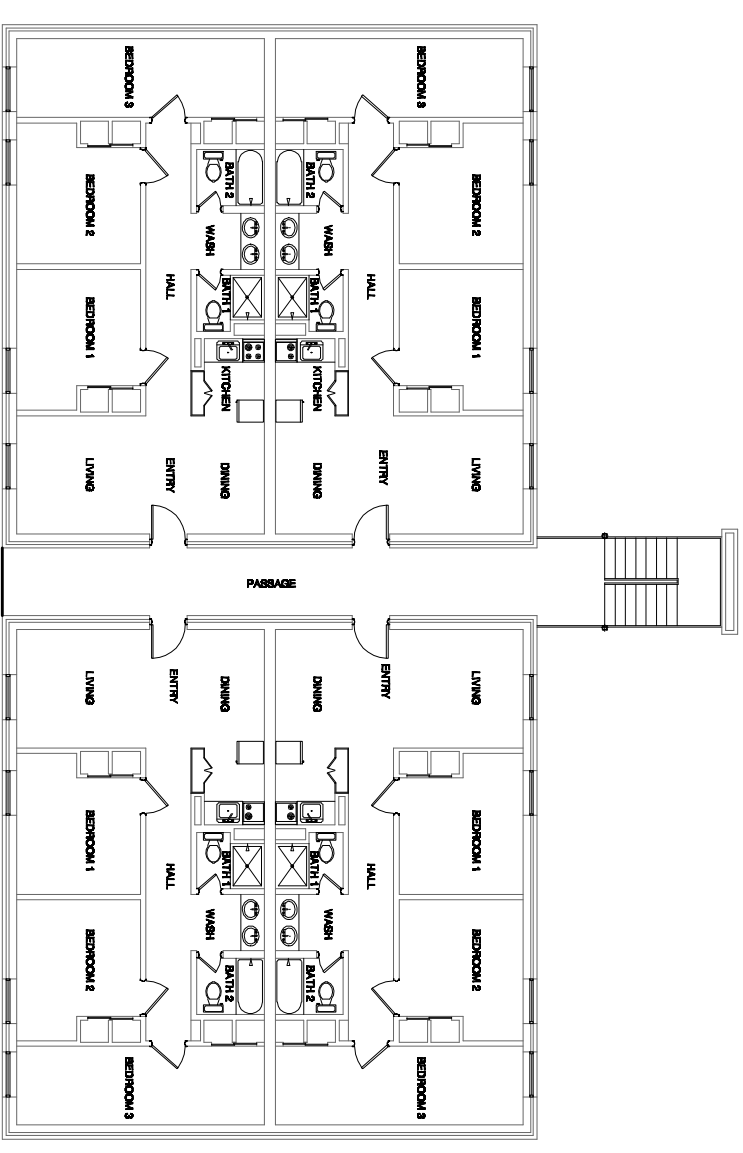 BEDROOM 3
BEDROOM 3
BEDROOM 2
BATH 2
BATH 2
BEDROOM 2
WASH
WASH
HALL
HALL
BEDROOM 1
BATH 1
BATH 1
BEDROOM 1
KITCHEN
KITCHEN
LIVING
ENTRY
DINING
DINING
ENTRY
LIVING
PASSAGE
LIVING
ENTRY
DINING
DINING
ENTRY
LIVING
BEDROOM 1
BATH 1
BATH 1
BEDROOM 1
HALL
HALL
WASH
WASH
BEDROOM 2
BATH 2
BATH 2
BEDROOM 2
BEDROOM 3
BEDROOM 3